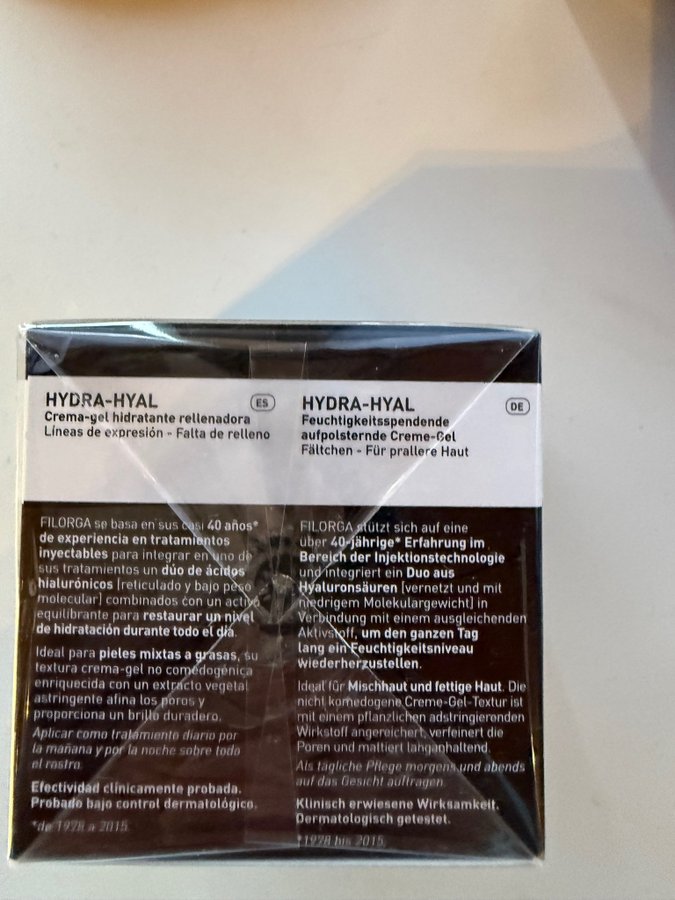 HYDRA-HYAL
ES
Crema-gel hidratante rellenadora
Líneas de expresión - Falta de relleno
FILORGA se basa en sus casi 40 años*
de experiencia en tratamientos
inyectables para integrar en uno de
sus tratamientos un dúo de ácidos
hialurónicos [reticulado y bajo peso
molecular] combinados con un activo
equilibrante para restaurar un nivel
de hidratación durante todo el día.
Ideal para pieles mixtas a grasas, su
textura crema-gel no comedogénica
enriquecida con un extracto vegetal
astringente afina los poros y
proporciona un brillo duradero.
Aplicar como tratamiento diario por
la mañana y por la noche sobre todo
el rostro.
Efectividad clínicamente probada.
Probado bajo control dermatológico.
*de 1978 a 2015.
HYDRA-HYAL
DE
Feuchtigkeitsspendende
aufpolsternde Creme-Gel
Fältchen - Für prallere Haut
FILORGA stützt sich auf eine
über 40-jährige* Erfahrung im
Bereich der Injektionstechnologie
und integriert ein Duo aus
Hyaluronsäuren [vernetzt und mit
niedrigem Molekulargewicht] in
Verbindung mit einem ausgleichenden
Aktivstoff, um den ganzen Tag
lang ein Feuchtigkeitsniveau
wiederherzustellen.
Ideal für Mischhaut und fettige Haut. Die
nicht komedogene Creme-Gel-Textur ist
mit einem pflanzlichen adstringierenden
Wirkstoff angereichert, verfeinert die
Poren und mattiert langanhaltend.
Als tägliche Pflege morgens und abends
auf das Gesicht auftragen.
Klinisch erwiesene Wirksamkeit.
Dermatologisch getestet.
*1978 bis 2015.